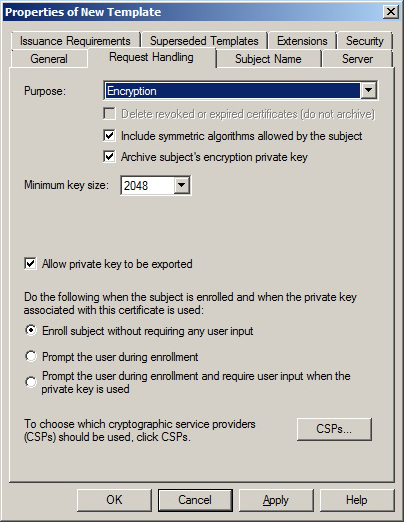 Properties of New Template
Issuance Requirements Superseded Templates Extensions Security
General Request Handling Subject Name Server
Purpose: Encryption
Delete revoked or expired certificates (do not archive)
Include symmetric algorithms allowed by the subject
Archive subject's encryption private key
Minimum key size: 2048
Allow private key to be exported
Do the following when the subject is enrolled and when the private key
associated with this certificate is used:
Enroll subject without requiring any user input
Prompt the user during enrollment
Prompt the user during enrollment and require user input when the
private key is used
To choose which cryptographic service providers
(CSPs) should be used, click CSPs.
CSPs...
OK Cancel Apply Help